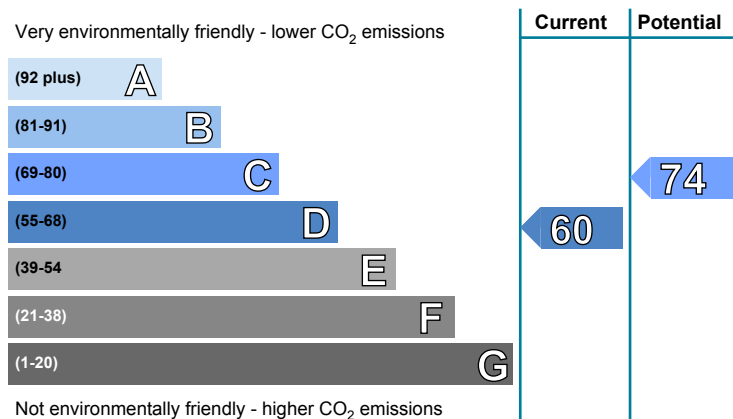 Current Potential
Very environmentally friendly - lower CO₂ emissions
(92 plus) A
(81-91) B
(69-80) C
74
(55-68) D
60
(39-54 E
(21-38) F
(1-20) G
Not environmentally friendly - higher CO₂ emissions